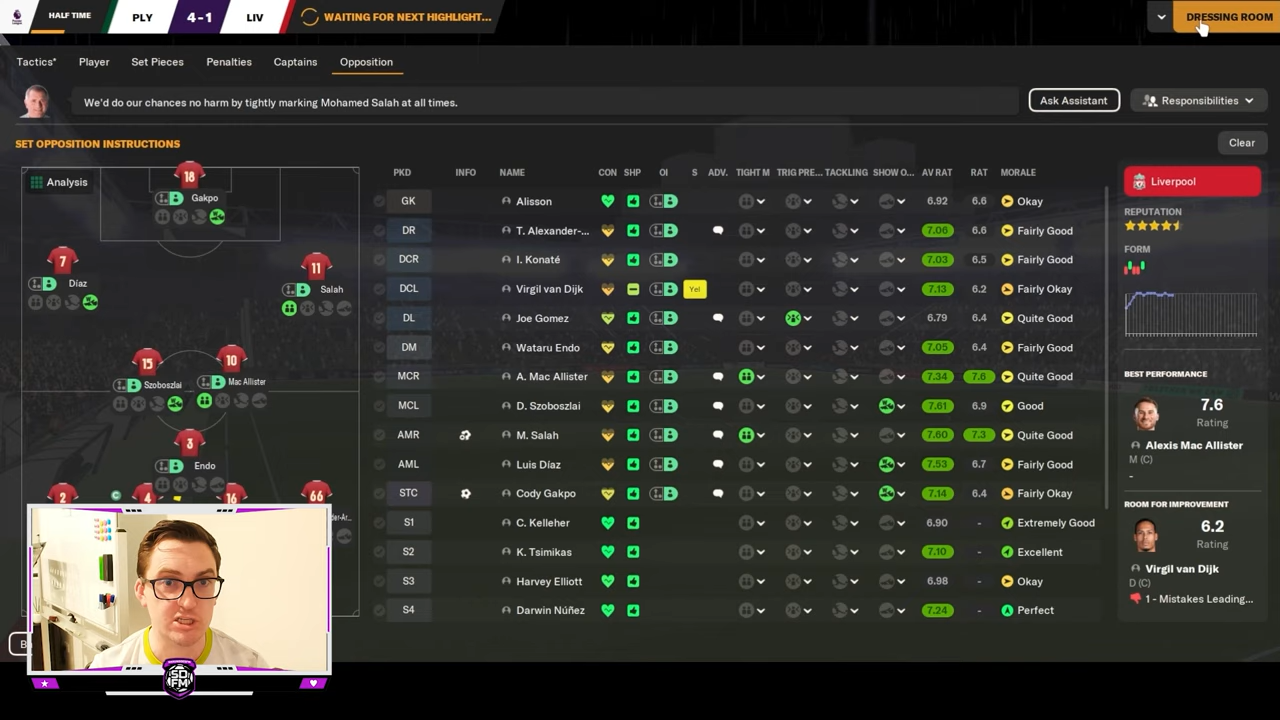 HALF TIME PLY 4-1 LIV WAITING FOR NEXT HIGHLIGHT... DRESSING ROOM
Tactics* Player Set Pieces Penalties Captains Opposition
We'd do our chances no harm by tightly marking Mohamed Salah at all times. Ask Assistant Responsibilities
SET OPPOSITION INSTRUCTIONS Clear
Analysis
18
Gakpo
7
Díaz
11
Salah
15
Szoboszlai
10
Mac Allister
3
Endo
2 4 16 66
PKD INFO NAME CON SHP OI S ADV. TIGHT M TRIG PRE... TACKLING SHOW O... AV RAT RAT MORALE
GK Alisson 6.92 6.6 Okay
DR T. Alexander-... 7.06 6.6 Fairly Good
DCR I. Konaté 7.03 6.5 Fairly Good
DCL Virgil van Dijk Yel 7.13 6.2 Fairly Okay
DL Joe Gomez 6.79 6.4 Quite Good
DM Wataru Endo 7.05 6.4 Fairly Good
MCR A. Mac Allister 7.34 7.6 Quite Good
MCL D. Szoboszlai 7.61 6.9 Good
AMR M. Salah 7.60 7.3 Quite Good
AML Luis Díaz 7.53 6.7 Fairly Good
STC Cody Gakpo 7.14 6.4 Fairly Okay
S1 C. Kelleher 6.90 - Extremely Good
S2 K. Tsimikas 7.10 - Excellent
S3 Harvey Elliott 6.98 - Okay
S4 Darwin Núñez 7.24 - Perfect
Liverpool
REPUTATION
FORM
BEST PERFORMANCE
7.6
Rating
Alexis Mac Allister
M (C)
-
ROOM FOR IMPROVEMENT
6.2
Rating
Virgil van Dijk
D (C)
1 - Mistakes Leading...
SD
FM